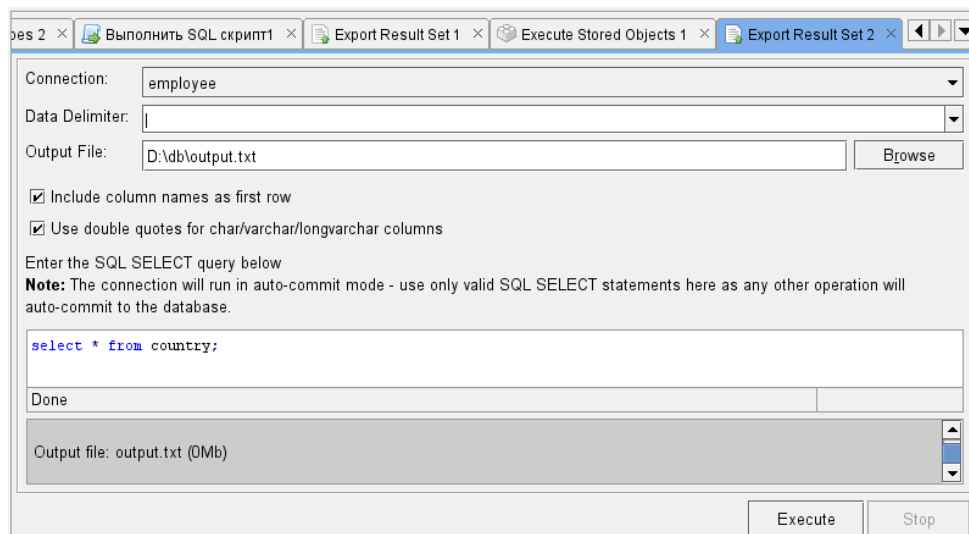 pes 2 Выполнить SQL скрипт1 Export Result Set 1 Execute Stored Objects 1 Export Result Set 2
Connection: employee
Data Delimiter: |
Output File: D:\db\output.txt Browse
Include column names as first row
Use double quotes for char/varchar/longvarchar columns
Enter the SQL SELECT query below
Note: The connection will run in auto-commit mode - use only valid SQL SELECT statements here as any other operation will
auto-commit to the database.
select * from country;
Done
Output file: output.txt (0Mb)
Execute Stop